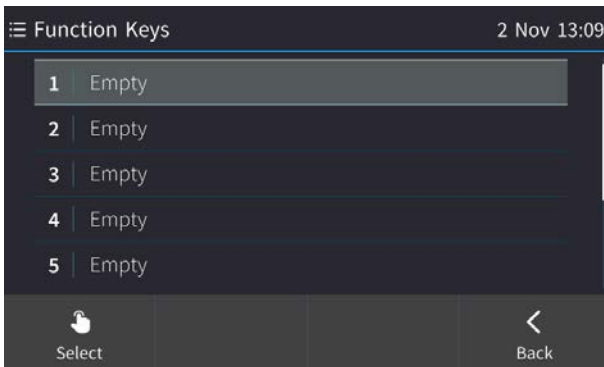 Function Keys 2 Nov 13:09
1 Empty
2 Empty
3 Empty
4 Empty
5 Empty
Select Back